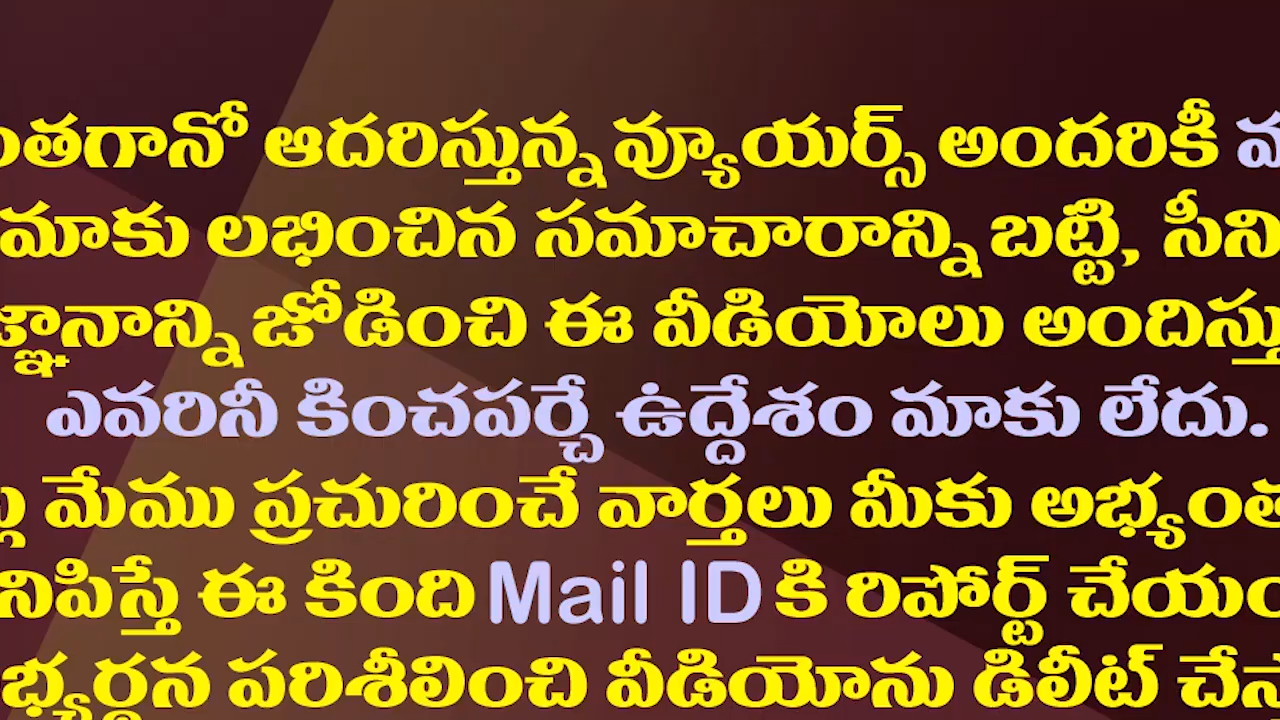 ంతగానో ఆదరిస్తున్న వ్యూయర్స్ అందరికీ
మాకు లభించిన సమాచారాన్ని బట్టి, సీని
జ్ఞానాన్ని జోడించి ఈ వీడియోలు అందిస్తు
ఎవరినీ కించపర్చే ఉద్దేశం మాకు లేదు.
మేము ప్రచురించే వార్తలు మీకు అభ్యంత
నిపిస్తే ఈ కింది Mail ID కి రిపోర్ట్ చేయం
భ్యర్థన పరిశీలించి వీడియోను డిలీట్ చేస